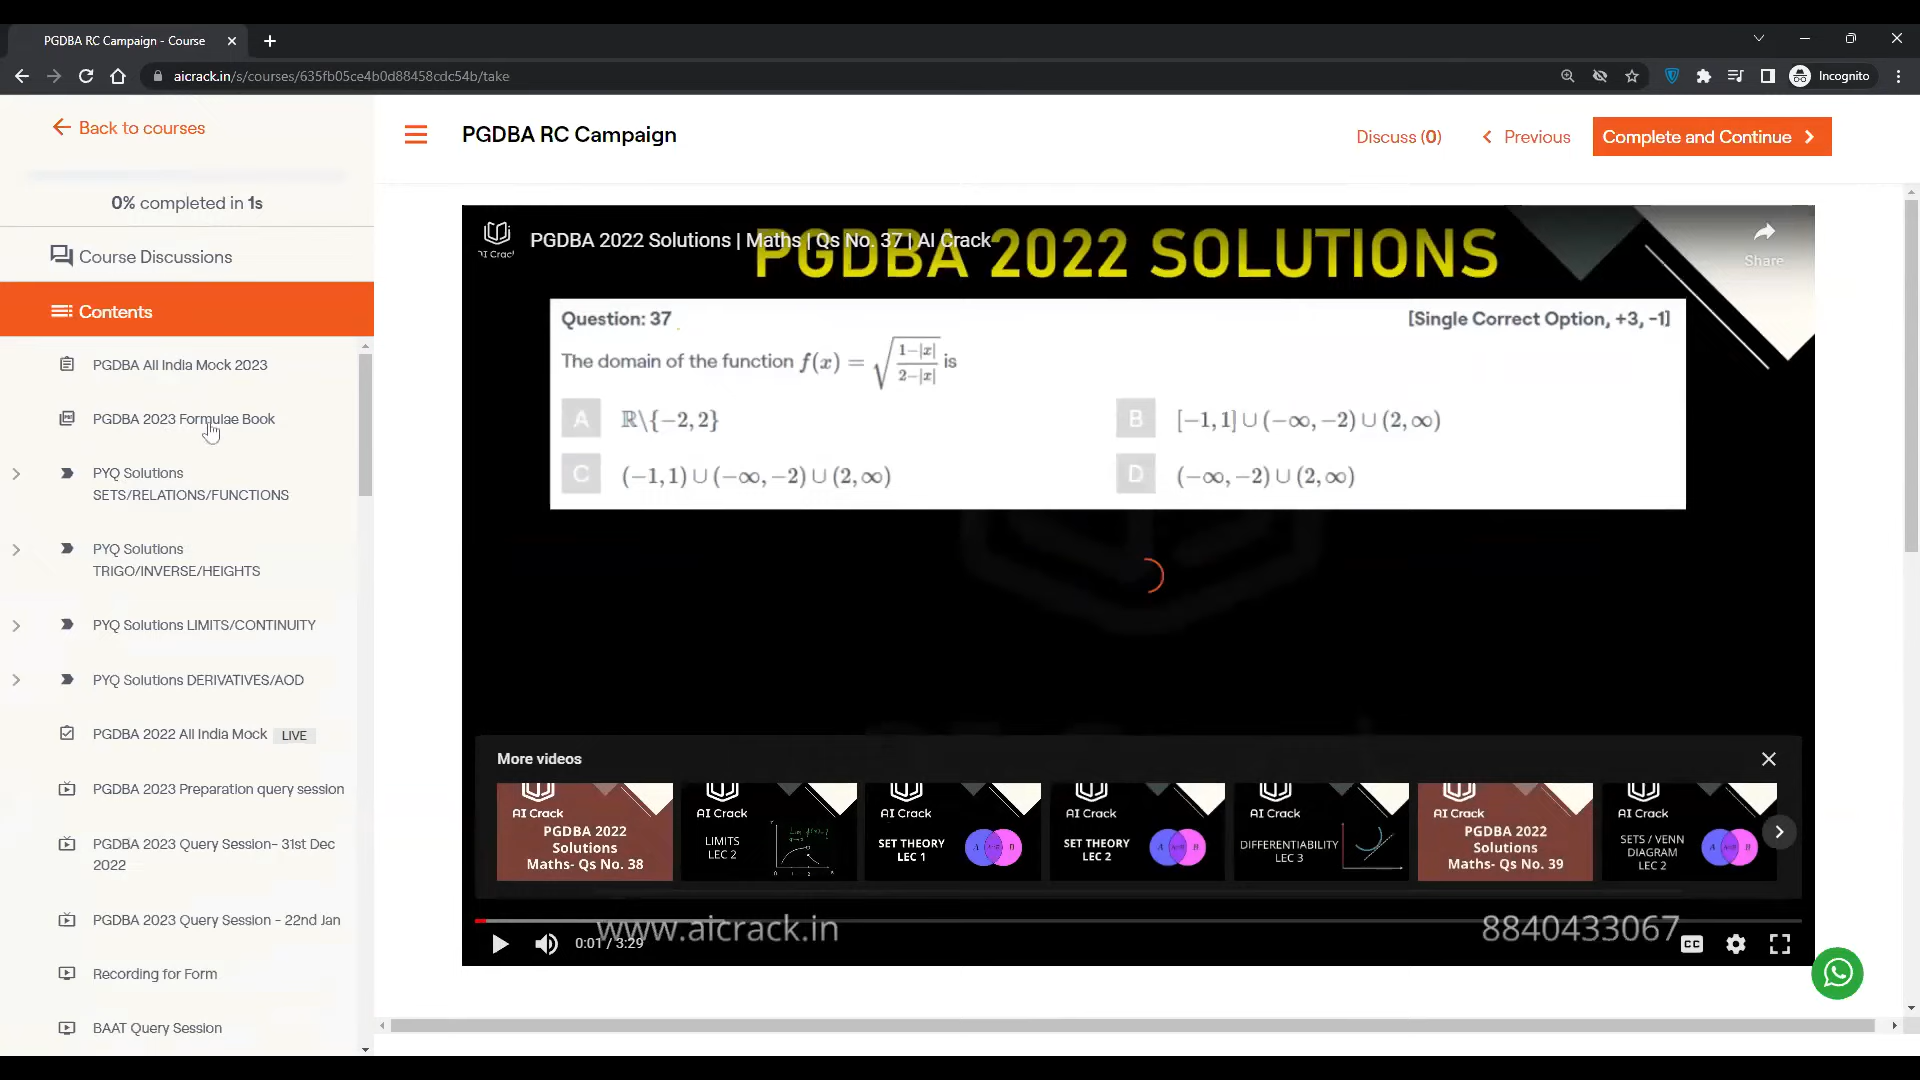 PGDBA RC Campaign - Course
aicrack.in/s/courses/635fb05ce4b0d88458cdc54b/take
Incognito
Back to courses
0% completed in 1s
Course Discussions
Contents
PGDBA All India Mock 2023
PGDBA 2023 Formulae Book
PYQ Solutions
SETS/RELATIONS/FUNCTIONS
PYQ Solutions
TRIGO/INVERSE/HEIGHTS
PYQ Solutions LIMITS/CONTINUITY
PYQ Solutions DERIVATIVES/AOD
PGDBA 2022 All India Mock LIVE
PGDBA 2023 Preparation query session
PGDBA 2023 Query Session- 31st Dec
2022
PGDBA 2023 Query Session - 22nd Jan
Recording for Form
BAAT Query Session
PGDBA RC Campaign
Discuss (0)
Previous
Complete and Continue
PGDBA 2022 Solutions | Maths | Qs No. 37 | AI Crack
PGDBA 2022 SOLUTIONS
Share
Question: 37
[Single Correct Option, +3, -1]
The domain of the function f(x) = √((1−|x|)/(2−|x|)) is
A ℝ\{−2, 2}
B [−1, 1] ∪ (−∞, −2) ∪ (2, ∞)
C (−1, 1) ∪ (−∞, −2) ∪ (2, ∞)
D (−∞, −2) ∪ (2, ∞)
More videos
AI Crack
PGDBA 2022
Solutions
Maths- Qs No. 38
AI Crack
LIMITS
LEC 2
AI Crack
SET THEORY
LEC 1
AI Crack
SET THEORY
LEC 2
AI Crack
DIFFERENTIABILITY
LEC 3
AI Crack
PGDBA 2022
Solutions
Maths- Qs No. 39
AI Crack
SETS / VENN
DIAGRAM
LEC 2
www.aicrack.in
8840433067
0:01 / 3:29
CC